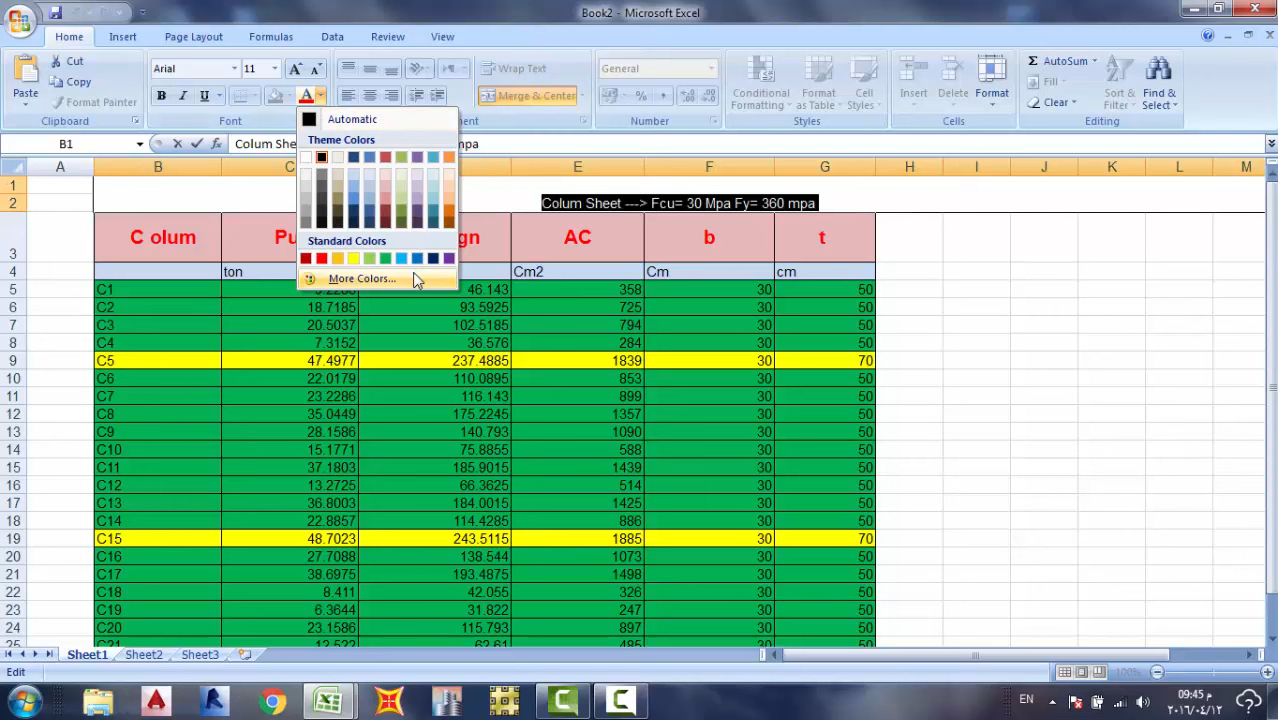 Book2 - Microsoft Excel
Home Insert Page Layout Formulas Data Review View
Cut
Copy
Format Painter
Paste
Arial 11 A A
B I U A
Font
Wrap Text
Merge & Center
General
%
Number
Conditional Formatting
Format as Table
Cell Styles
Styles
Insert Delete Format
Cells
Σ AutoSum
Fill
Clear
Sort & Filter
Find & Select
Editing
B1 Colum She mpa
Automatic
Theme Colors
Standard Colors
More Colors...
A B C E F G H I J K L M
1
2 Colum Sheet ---> Fcu= 30 Mpa Fy= 360 mpa
3 C olum Pu gn AC b t
4 ton Cm2 Cm cm
5 C1 46.143 358 30 50
6 C2 18.7185 93.5925 725 30 50
7 C3 20.5037 102.5185 794 30 50
8 C4 7.3152 36.576 284 30 50
9 C5 47.4977 237.4885 1839 30 70
10 C6 22.0179 110.0895 853 30 50
11 C7 23.2286 116.143 899 30 50
12 C8 35.0449 175.2245 1357 30 50
13 C9 28.1586 140.793 1090 30 50
14 C10 15.1771 75.8855 588 30 50
15 C11 37.1803 185.9015 1439 30 50
16 C12 13.2725 66.3625 514 30 50
17 C13 36.8003 184.0015 1425 30 50
18 C14 22.8857 114.4285 886 30 50
19 C15 48.7023 243.5115 1885 30 70
20 C16 27.7088 138.544 1073 30 50
21 C17 38.6975 193.4875 1498 30 50
22 C18 8.411 42.055 326 30 50
23 C19 6.3644 31.822 247 30 50
24 C20 23.1586 115.793 897 30 50
25 C21 12.522 62.61 485 30 50
Sheet1 Sheet2 Sheet3
Edit 100%
EN
09:45 م
٢٠١٦/٠٤/١٢